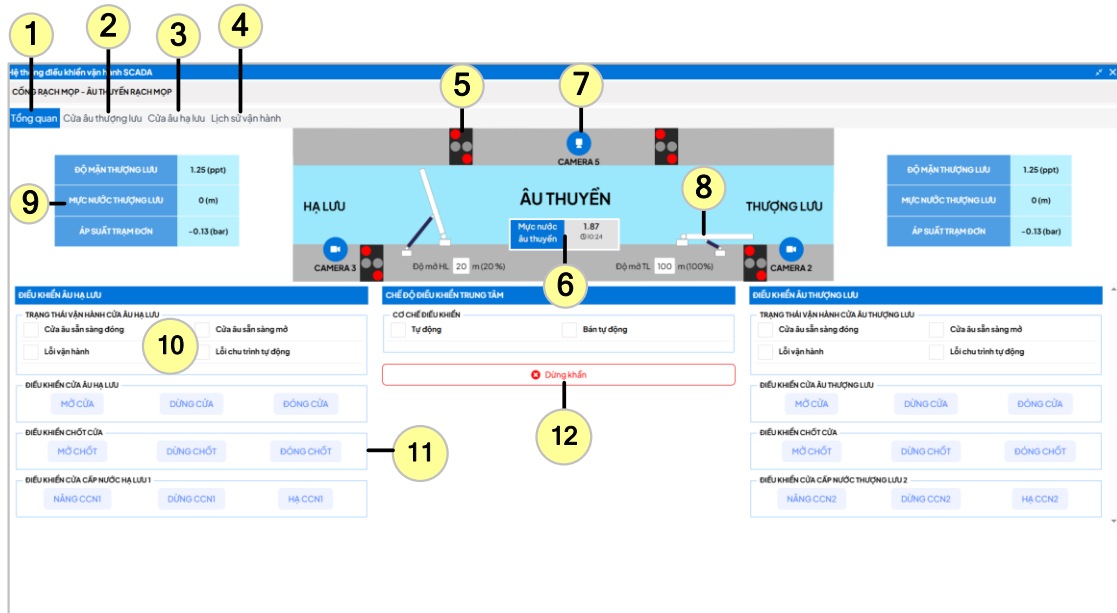 1
2
3
4
Hệ thống điều khiển vận hành SCADA
CỐNG RẠCH MỌP - ÂU THUYỀN RẠCH MỌP
5
7
Tổng quan Cửa âu thượng lưu Cửa âu hạ lưu Lịch sử vận hành
CAMERA 5
ĐỘ MẶN THƯỢNG LƯU 1.25 (ppt)
MỰC NƯỚC THƯỢNG LƯU 0 (m)
ÁP SUẤT TRẠM ĐƠN -0.13 (bar)
9
HẠ LƯU
ÂU THUYỀN
8
THƯỢNG LƯU
Mực nước âu thuyền
1.87
10:24
6
CAMERA 3
Độ mở HL 20 m (20 %)
Độ mở TL 100 m (100%)
CAMERA 2
ĐỘ MẶN THƯỢNG LƯU 1.25 (ppt)
MỰC NƯỚC THƯỢNG LƯU 0 (m)
ÁP SUẤT TRẠM ĐƠN -0.13 (bar)
ĐIỀU KHIỂN ÂU HẠ LƯU
TRẠNG THÁI VẬN HÀNH CỬA ÂU HẠ LƯU
Cửa âu sẵn sàng đóng
Cửa âu sẵn sàng mở
Lỗi vận hành
Lỗi chu trình tự động
10
ĐIỀU KHIỂN CỬA ÂU HẠ LƯU
MỞ CỬA DỪNG CỬA ĐÓNG CỬA
ĐIỀU KHIỂN CHỐT CỬA
MỞ CHỐT DỪNG CHỐT ĐÓNG CHỐT
11
ĐIỀU KHIỂN CỬA CẤP NƯỚC HẠ LƯU 1
NÂNG CCN1 DỪNG CCN1 HẠ CCN1
CHẾ ĐỘ ĐIỀU KHIỂN TRUNG TÂM
CƠ CHẾ ĐIỀU KHIỂN
Tự động
Bán tự động
Dừng khẩn
12
ĐIỀU KHIỂN ÂU THƯỢNG LƯU
TRẠNG THÁI VẬN HÀNH CỬA ÂU THƯỢNG LƯU
Cửa âu sẵn sàng đóng
Cửa âu sẵn sàng mở
Lỗi vận hành
Lỗi chu trình tự động
ĐIỀU KHIỂN CỬA ÂU THƯỢNG LƯU
MỞ CỬA DỪNG CỬA ĐÓNG CỬA
ĐIỀU KHIỂN CHỐT CỬA
MỞ CHỐT DỪNG CHỐT ĐÓNG CHỐT
ĐIỀU KHIỂN CỬA CẤP NƯỚC THƯỢNG LƯU 2
NÂNG CCN2 DỪNG CCN2 HẠ CCN2